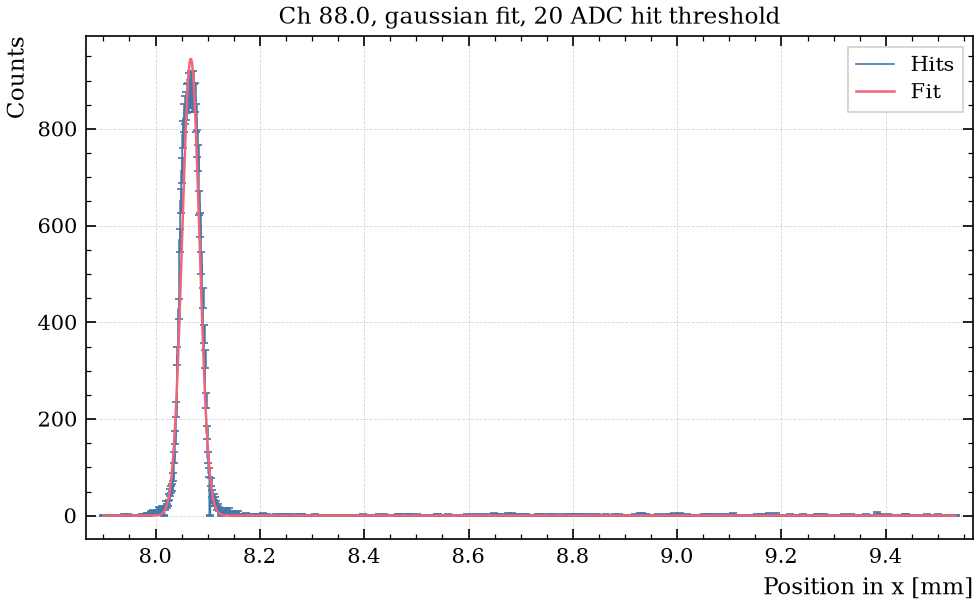 Ch 88.0, gaussian fit, 20 ADC hit threshold
Counts
Hits
Fit
800
600
400
200
0
8.0 8.2 8.4 8.6 8.8 9.0 9.2 9.4
Position in x [mm]